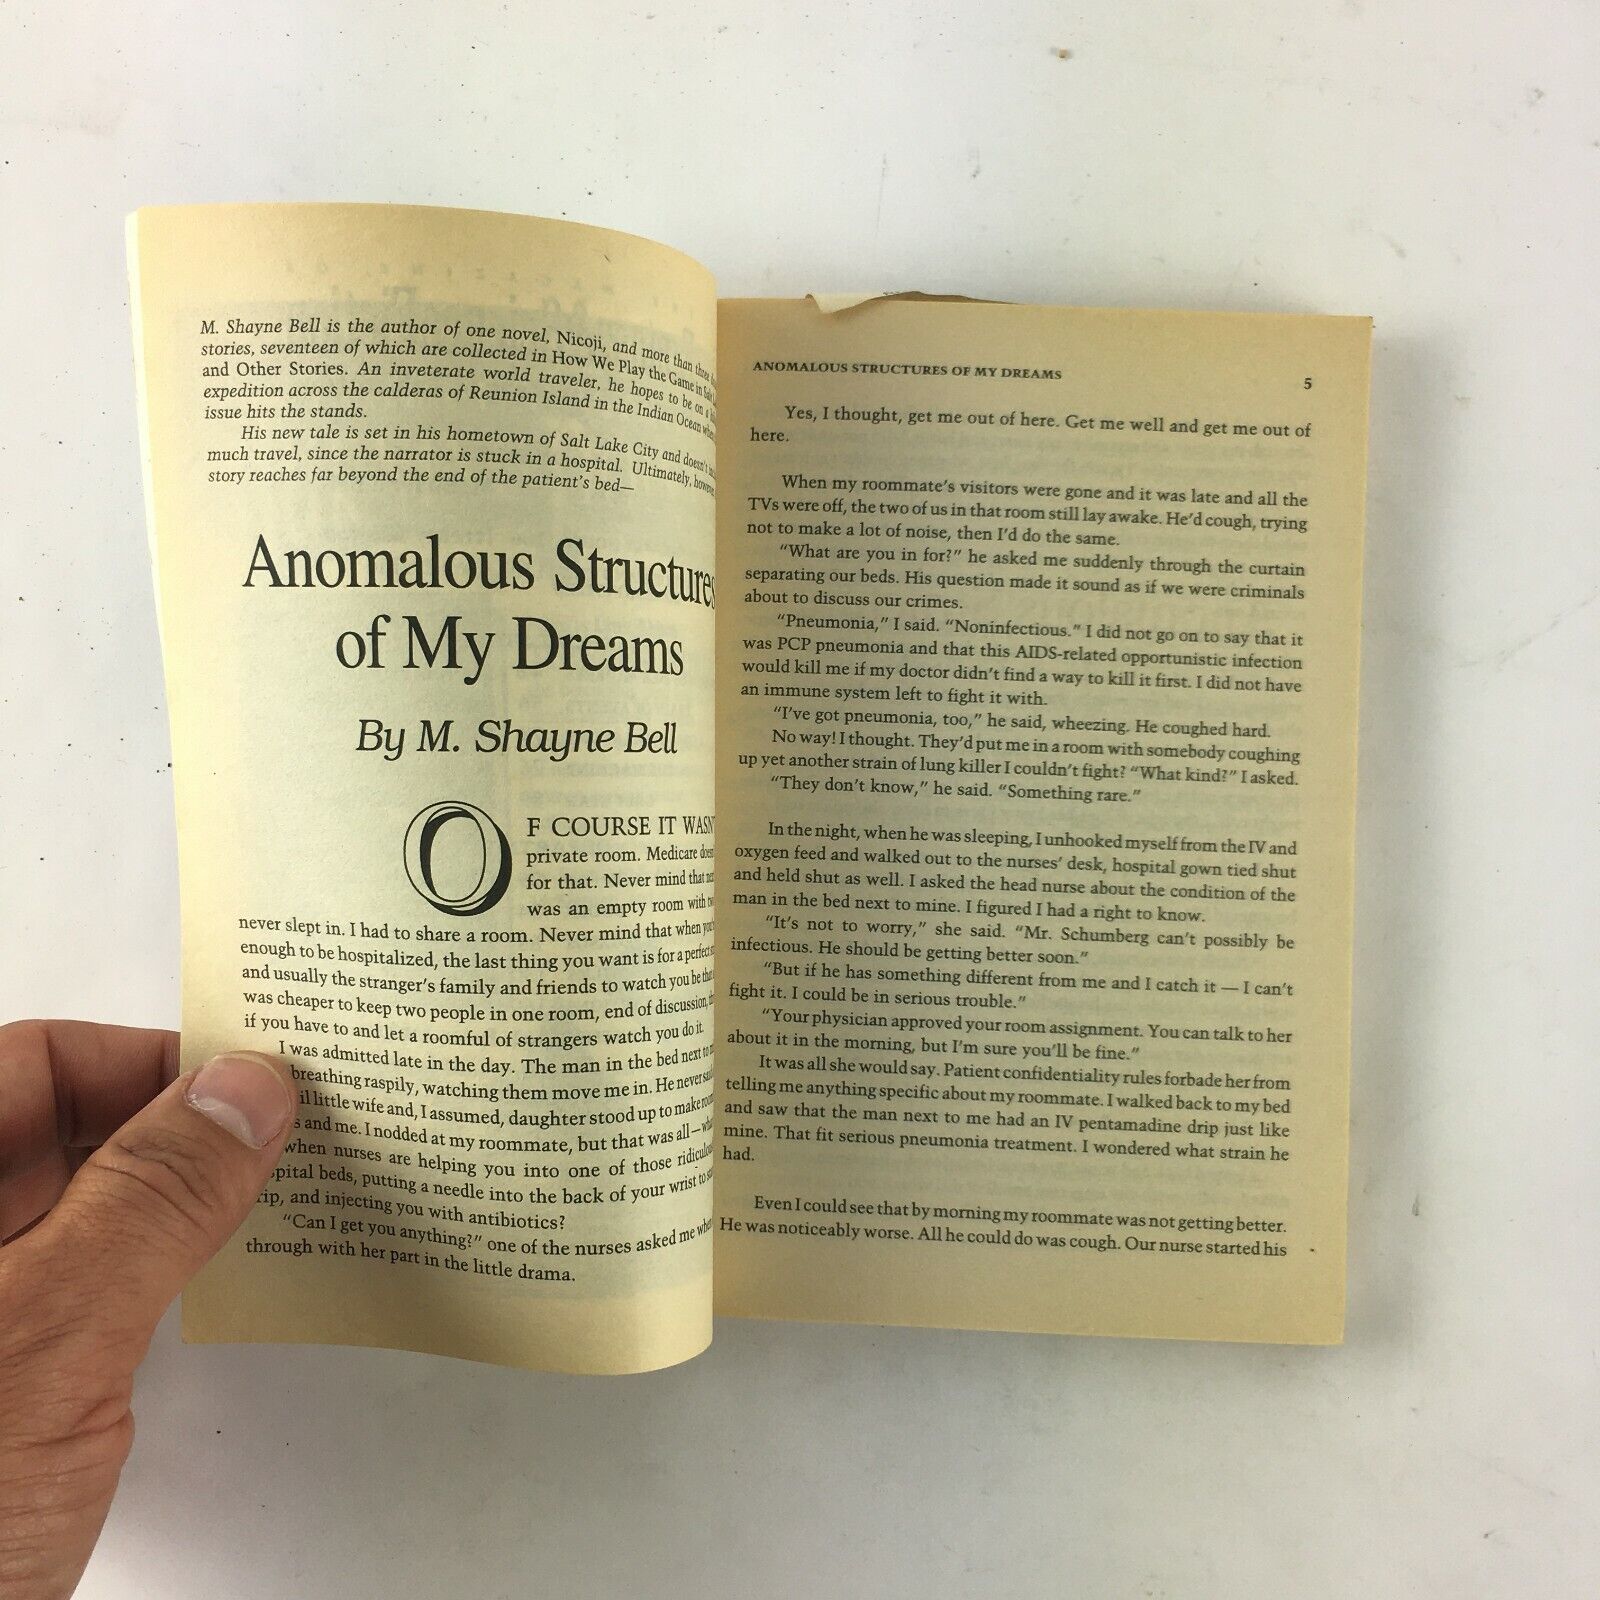 M. Shayne Bell is the author of one novel, Nicoji, and more than three
stories, seventeen of which are collected in How We Play the Game in Salt
and Other Stories. An inveterate world traveler, he hopes to be on a
expedition across the calderas of Reunion Island in the Indian Ocean when
issue hits the stands.
His new tale is set in his hometown of Salt Lake City and doesn't
much travel, since the narrator is stuck in a hospital. Ultimately, however,
story reaches far beyond the end of the patient's bed—
Anomalous Structures
of My Dreams
By M. Shayne Bell
OF COURSE IT WASN'T
private room. Medicare
for that. Never mind that
was an empty room with
never slept in. I had to share a room. Never mind that when
enough to be hospitalized, the last thing you want is for a perfect
and usually the stranger's family and friends to watch you be
was cheaper to keep two people in one room, end of discussion,
if you have to and let a roomful of strangers watch you do it.
I was admitted late in the day. The man in the bed next to
breathing raspily, watching them move me in. He never
little wife and, I assumed, daughter stood up to make room
and me. I nodded at my roommate, but that was all —
when nurses are helping you into one of those ridiculous
beds, putting a needle into the back of your wrist to
and injecting you with antibiotics?
"Can I get you anything?" one of the nurses asked me when
through with her part in the little drama.
ANOMALOUS STRUCTURES OF MY DREAMS 5
Yes, I thought, get me out of here. Get me well and get me out of
here.
When my roommate's visitors were gone and it was late and all the
TVs were off, the two of us in that room still lay awake. He'd cough, trying
not to make a lot of noise, then I'd do the same.
"What are you in for?" he asked me suddenly through the curtain
separating our beds. His question made it sound as if we were criminals
about to discuss our crimes.
"Pneumonia," I said. "Noninfectious." I did not go on to say that it
was PCP pneumonia and that this AIDS-related opportunistic infection
would kill me if my doctor didn't find a way to kill it first. I did not have
an immune system left to fight it with.
"I've got pneumonia, too," he said, wheezing. He coughed hard.
No way! I thought. They'd put me in a room with somebody coughing
up yet another strain of lung killer I couldn't fight? "What kind?" I asked.
"They don't know," he said. "Something rare."
In the night, when he was sleeping, I unhooked myself from the IV and
oxygen feed and walked out to the nurses' desk, hospital gown tied shut
and held shut as well. I asked the head nurse about the condition of the
man in the bed next to mine. I figured I had a right to know.
"It's not to worry," she said. "Mr. Schumberg can't possibly be
infectious. He should be getting better soon."
"But if he has something different from me and I catch it — I can't
fight it. I could be in serious trouble."
"Your physician approved your room assignment. You can talk to her
about it in the morning, but I'm sure you'll be fine."
It was all she would say. Patient confidentiality rules forbade her from
telling me anything specific about my roommate. I walked back to my bed
and saw that the man next to me had an IV pentamadine drip just like
mine. That fit serious pneumonia treatment. I wondered what strain he
had.
Even I could see that by morning my roommate was not getting better.
He was noticeably worse. All he could do was cough. Our nurse started his